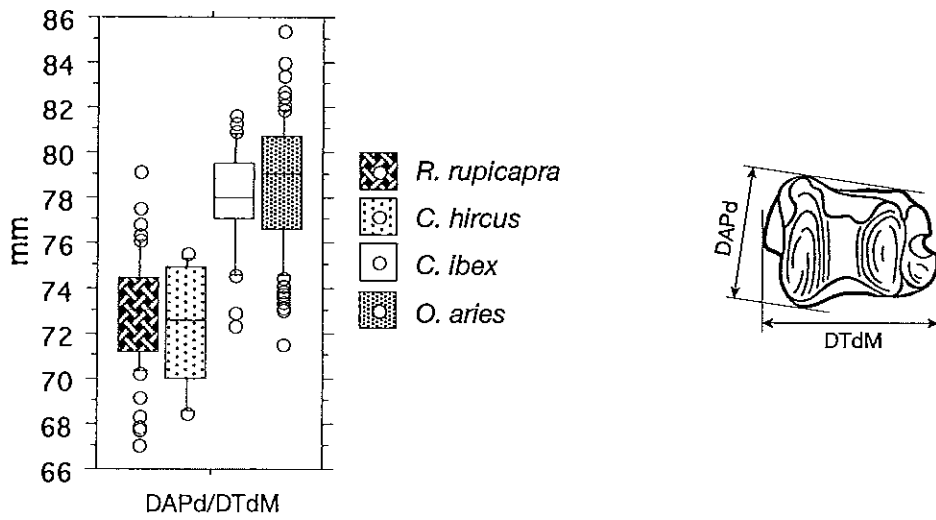 86
84
82
80
78
76
74
72
70
68
66
mm
DAPd/DTdM
R. rupicapra
C. hircus
C. ibex
O. aries
DAPd
DTdM